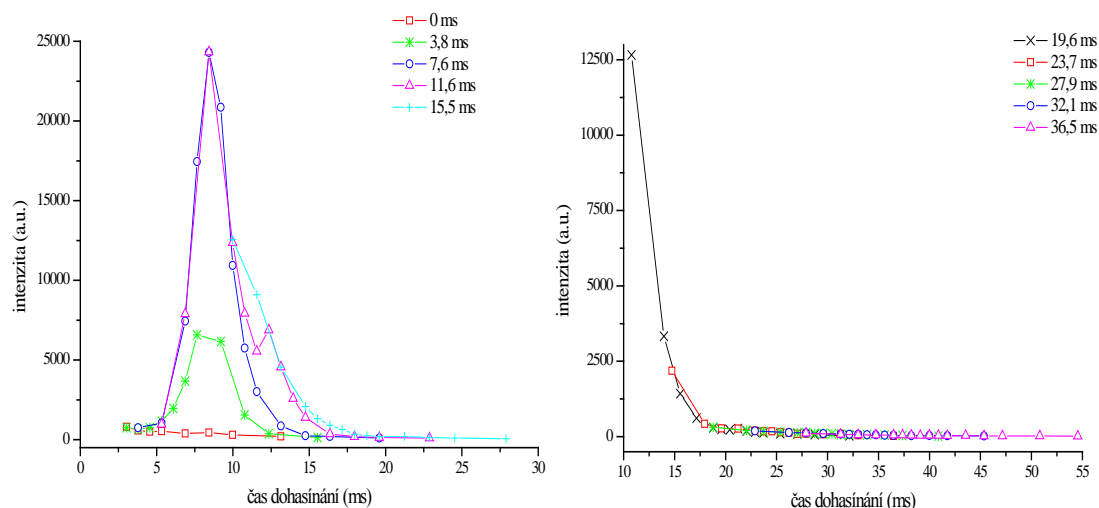 0 ms
3,8 ms
7,6 ms
11,6 ms
15,5 ms
25000
20000
15000
10000
5000
0
intenzita (a.u.)
0 5 10 15 20 25 30
čas dohasínání (ms)
19,6 ms
23,7 ms
27,9 ms
32,1 ms
36,5 ms
12500
10000
7500
5000
2500
0
intenzita (a.u.)
10 15 20 25 30 35 40 45 50 55
čas dohasínání (ms)